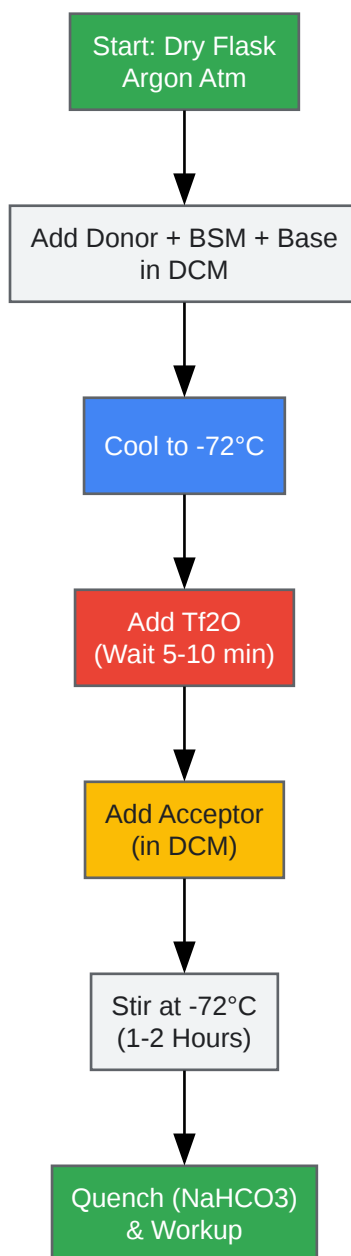 Start: Dry Flask
Argon Atm
Add Donor + BSM + Base
in DCM
Cool to -72°C
Add Tf2O
(Wait 5-10 min)
Add Acceptor
(in DCM)
Stir at -72°C
(1-2 Hours)
Quench (NaHCO3)
& Workup